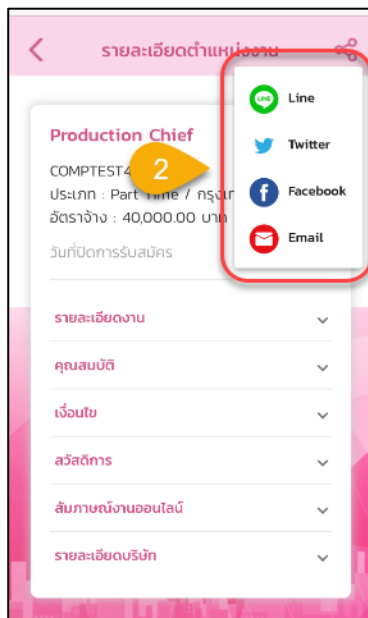 รายละเอียดตำแหน่งงาน
LINE
Line
Twitter
Facebook
Email
2
Production Chief
COMPTEST4
ประเภท : Part Time / กรุงเท
อัตราจ้าง : 40,000.00 บาท
วันที่ปิดการรับสมัคร
รายละเอียดงาน
คุณสมบัติ
เงื่อนไข
สวัสดิการ
สัมภาษณ์งานออนไลน์
รายละเอียดบริษัท